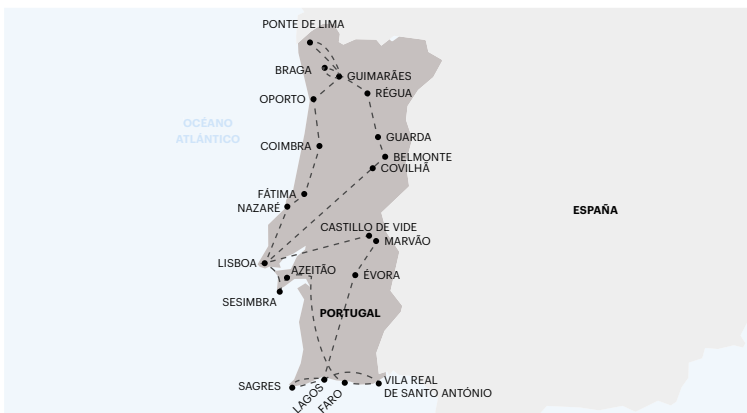 PONTE DE LIMA
BRAGA
GUIMARÃES
RÉGUA
OPORTO
OCÉANO
ATLÁNTICO
GUARDA
COIMBRA
BELMONTE
COVILHÃ
FÁTIMA
NAZARÉ
ESPAÑA
CASTILLO DE VIDE
MARVÃO
LISBOA
AZEITÃO
ÉVORA
SESIMBRA
PORTUGAL
SAGRES
LAGOS
FARO
VILA REAL
DE SANTO ANTÓNIO